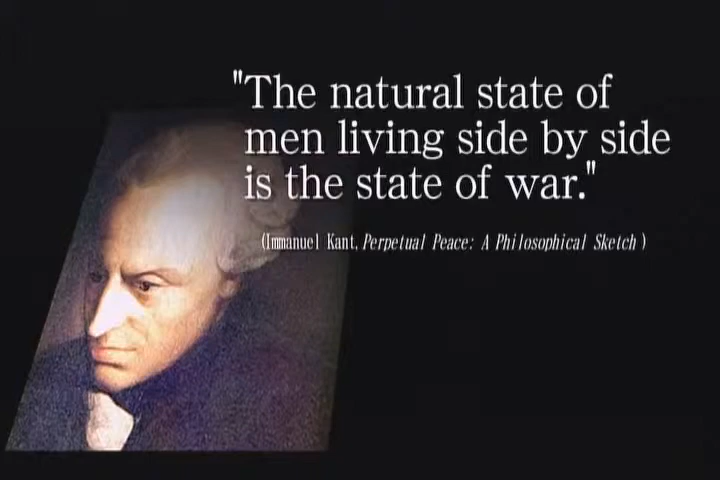 "The natural state of
men living side by side
is the state of war."
(Immanuel Kant, Perpetual Peace: A Philosophical Sketch )